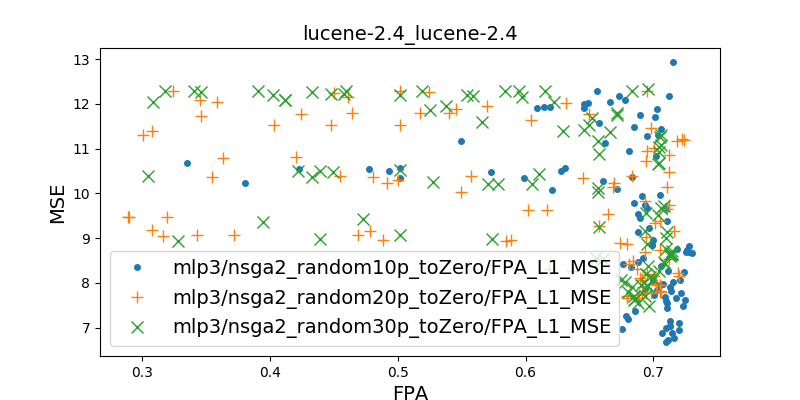 lucene-2.4_lucene-2.4
MSE
13
12
11
10
9
8
7
mlp3/nsga2_random10p_toZero/FPA_L1_MSE
mlp3/nsga2_random20p_toZero/FPA_L1_MSE
mlp3/nsga2_random30p_toZero/FPA_L1_MSE
0.3 0.4 0.5 0.6 0.7
FPA